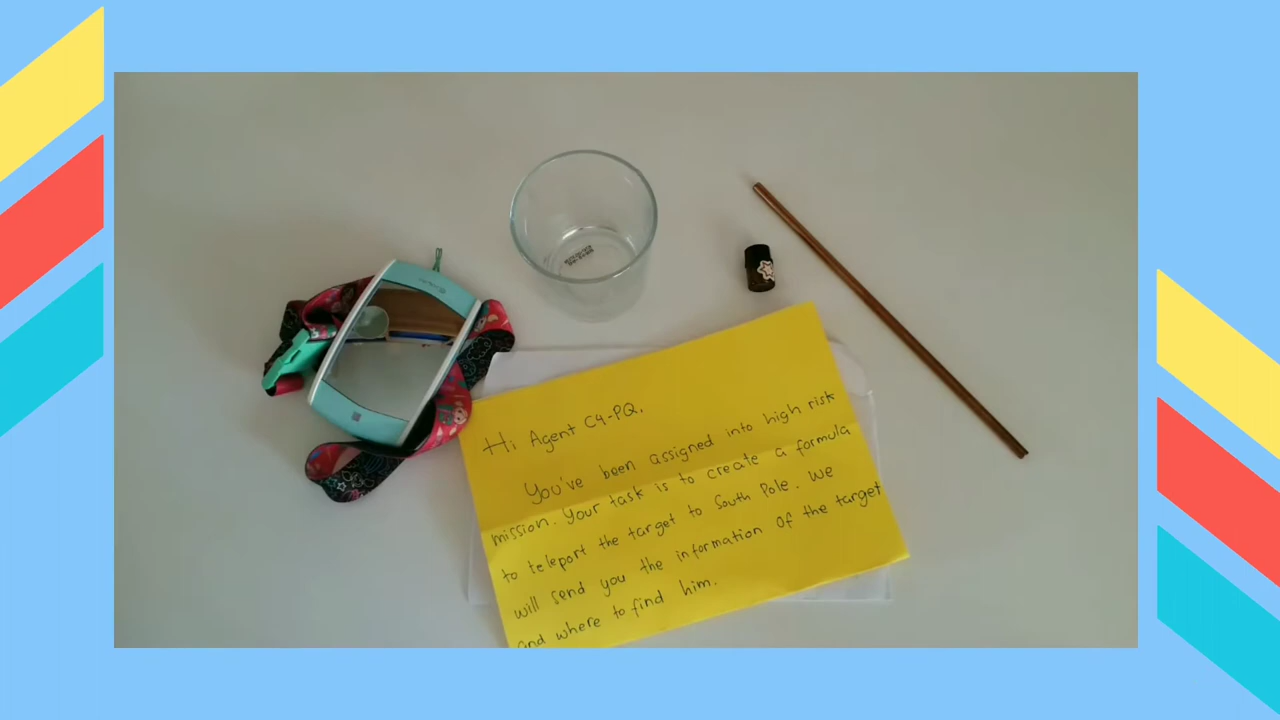 Hi Agent C4-PQ.
You've been assigned into high risk
mission. Your task is to create a formula
to teleport the target to South Pole. We
will send you the information of the target
and where to find him.